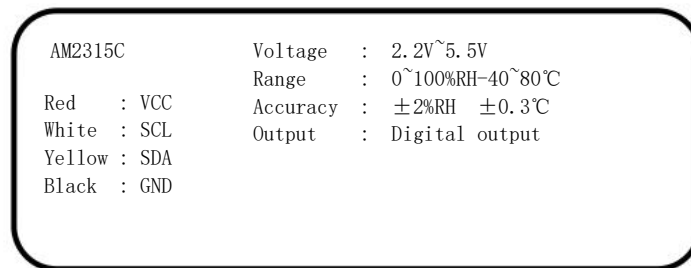 AM2315C
Red : VCC
White : SCL
Yellow : SDA
Black : GND
Voltage : 2.2V~5.5V
Range : 0~100%RH-40~80℃
Accuracy : ±2%RH ±0.3℃
Output : Digital output